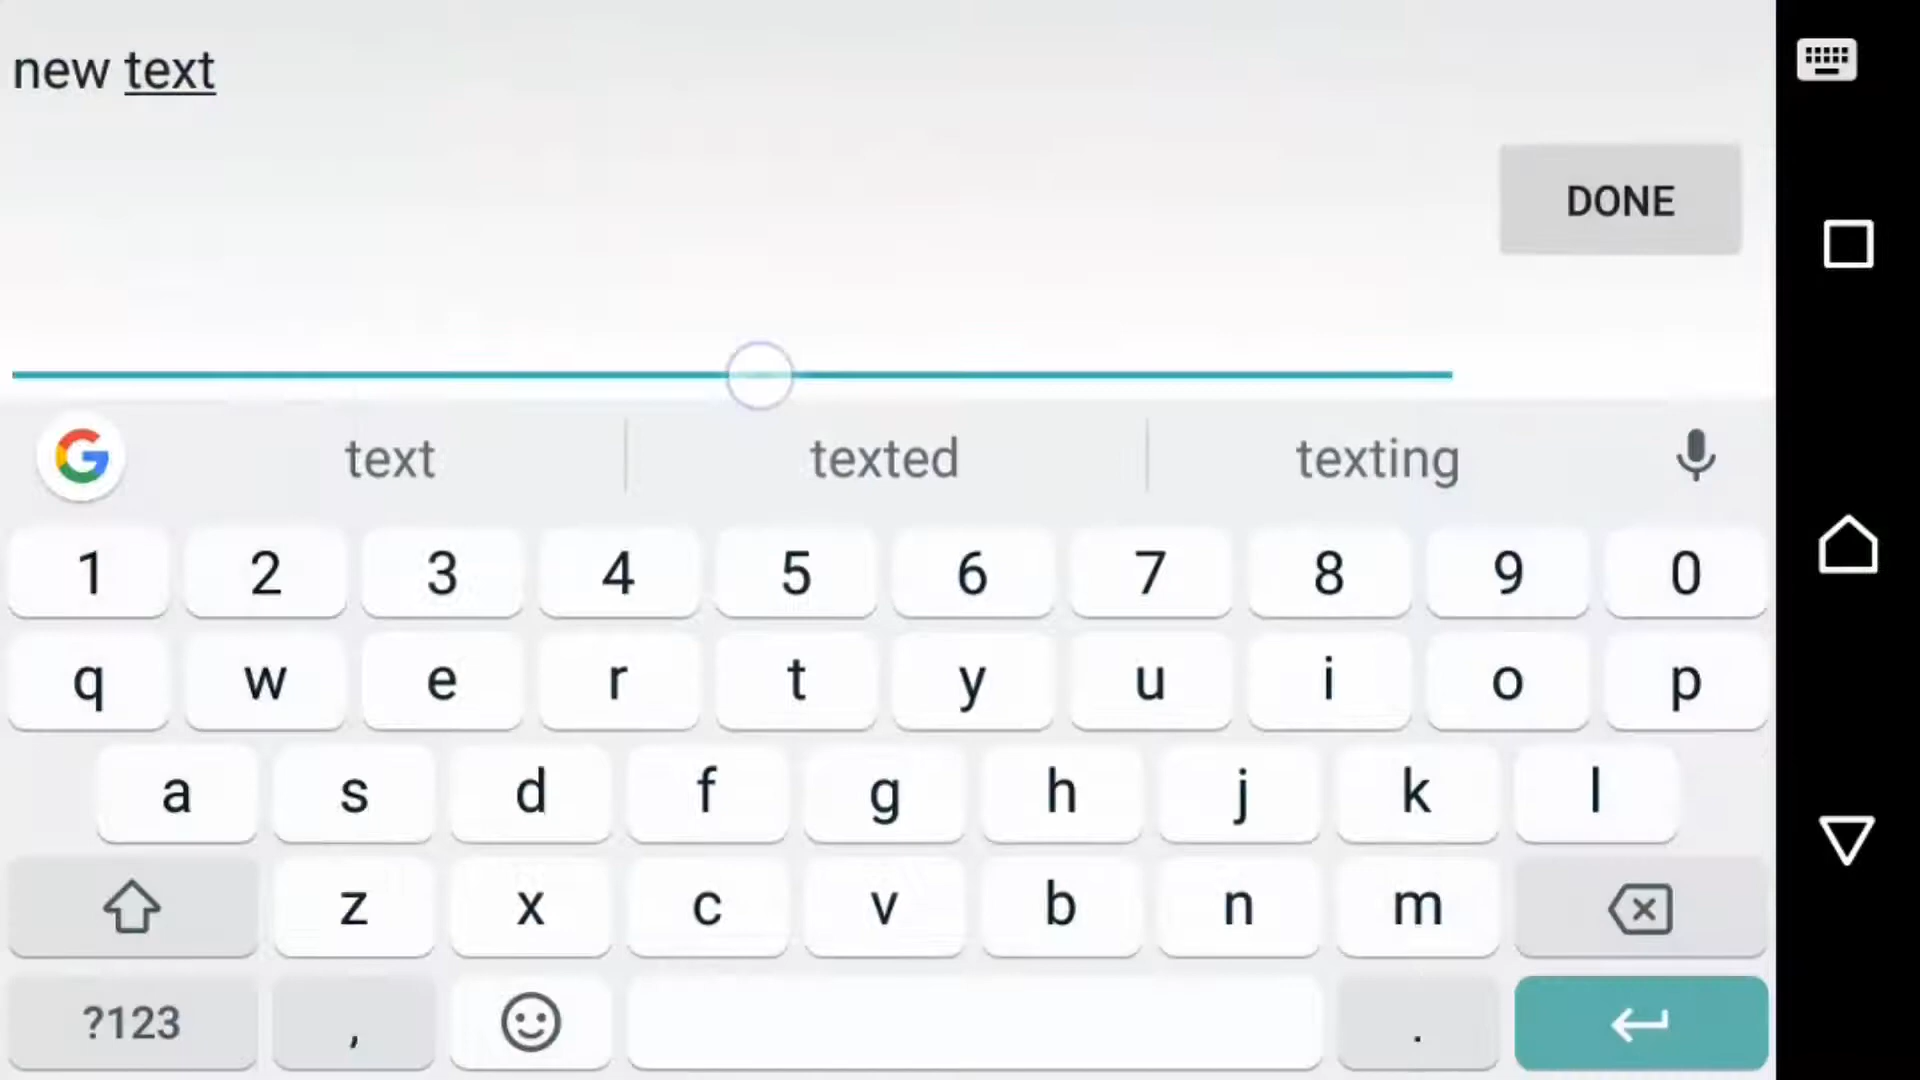 new text
DONE
text texted texting
1 2 3 4 5 6 7 8 9 0
q w e r t y u i o p
a s d f g h j k l
z x c v b n m
?123 , .